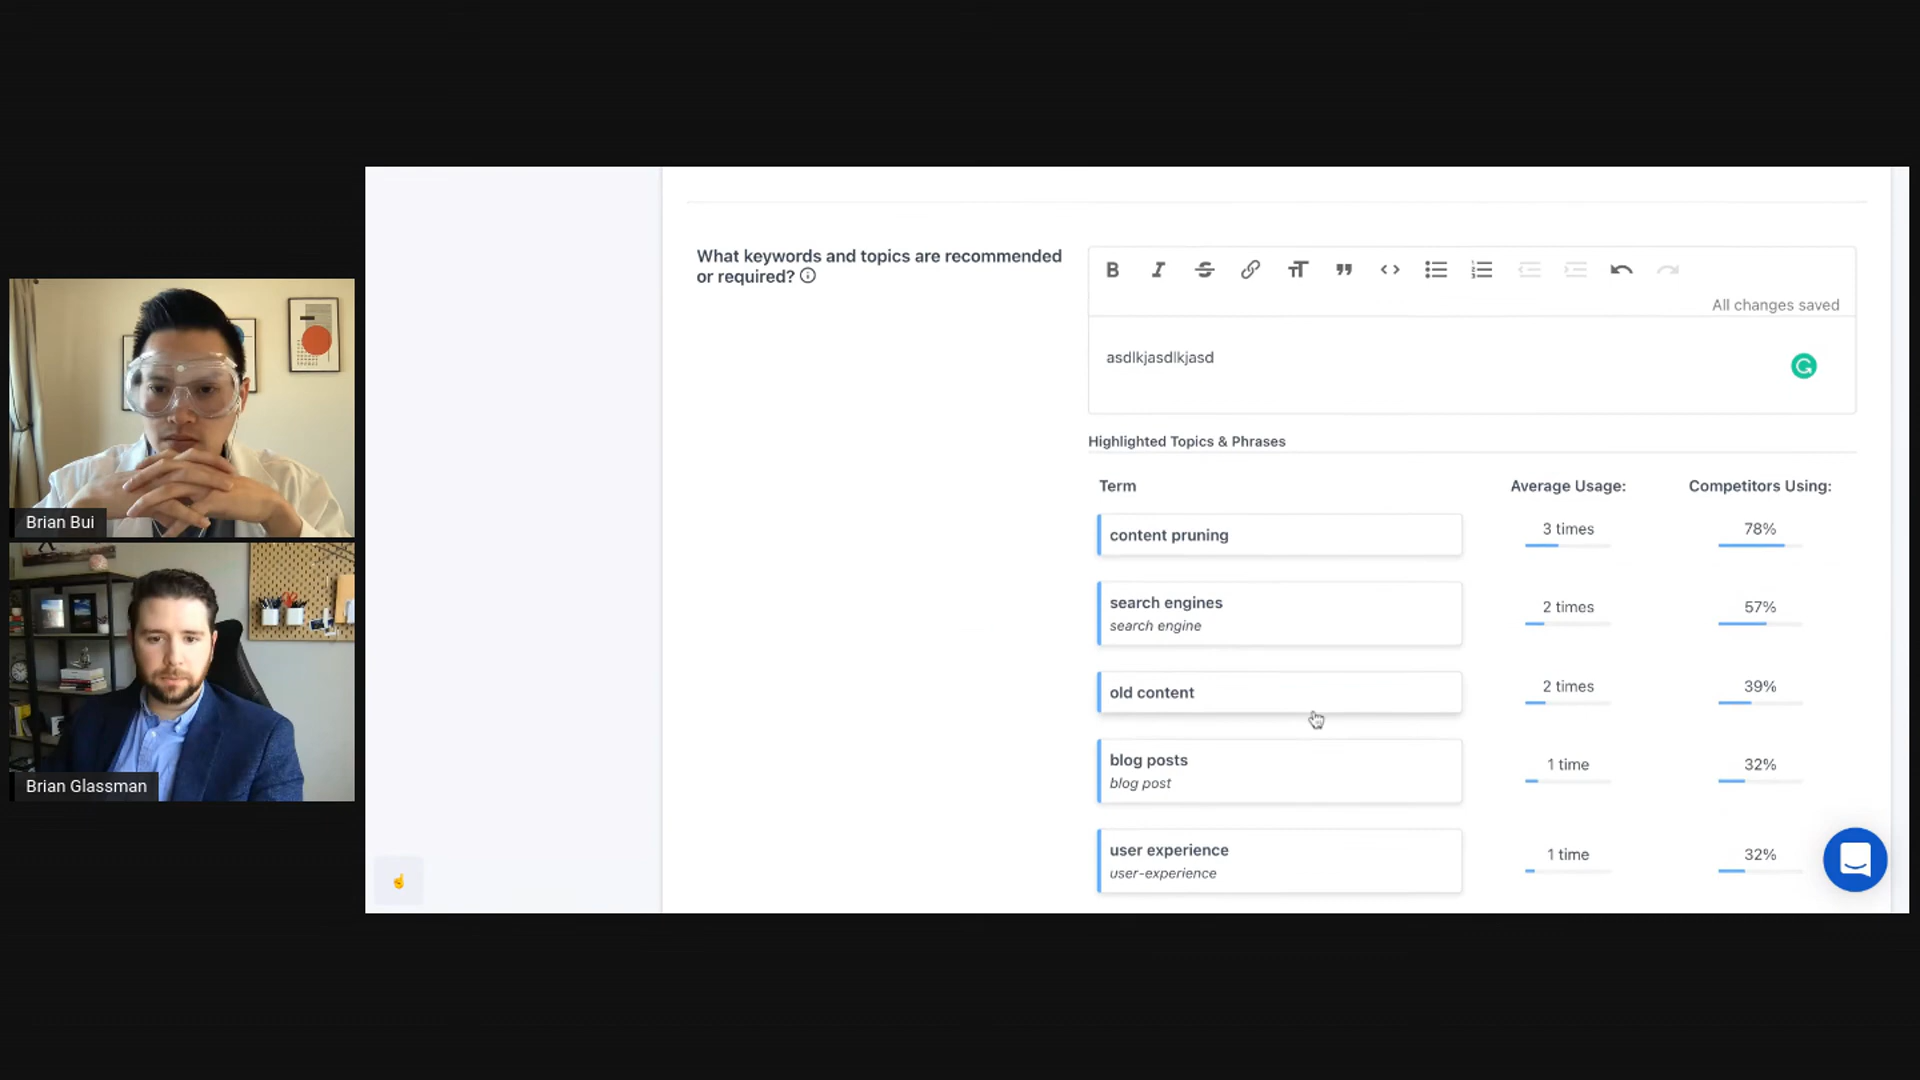 Brian Bui
Brian Glassman
What keywords and topics are recommended
or required?
All changes saved
asdlkjasdlkjasd
Highlighted Topics & Phrases
Term Average Usage: Competitors Using:
content pruning 3 times 78%
search engines
search engine
2 times 57%
old content 2 times 39%
blog posts
blog post
1 time 32%
user experience
user-experience
1 time 32%